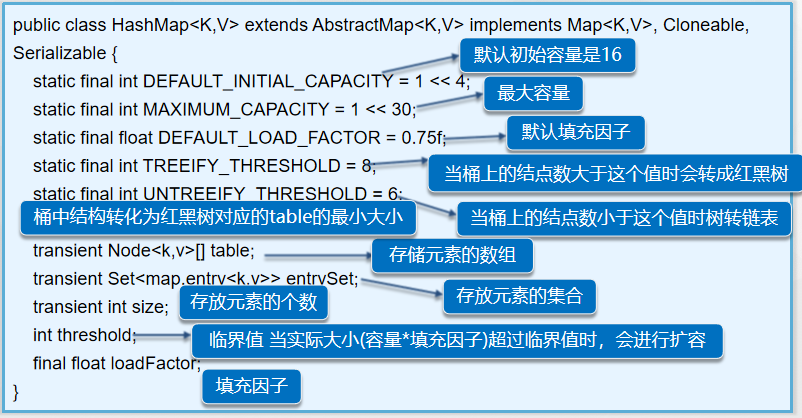 public class HashMap<K,V> extends AbstractMap<K,V> implements Map<K,V>, Cloneable,
Serializable {
static final int DEFAULT_INITIAL_CAPACITY = 1 << 4;
默认初始容量是16
static final int MAXIMUM_CAPACITY = 1 << 30;
最大容量
static final float DEFAULT_LOAD_FACTOR = 0.75f;
默认填充因子
static final int TREEIFY_THRESHOLD = 8;
当桶上的结点数大于这个值时会转成红黑树
static final int UNTREEIFY_THRESHOLD = 6;
当桶上的结点数小于这个值时树转链表
桶中结构转化为红黑树对应的table的最小大小
transient Node<k,v>[] table;
存储元素的数组
transient Set<map.entry<k,v>> entrySet;
存放元素的集合
transient int size;
存放元素的个数
int threshold;
临界值 当实际大小(容量*填充因子)超过临界值时，会进行扩容
final float loadFactor;
填充因子
}